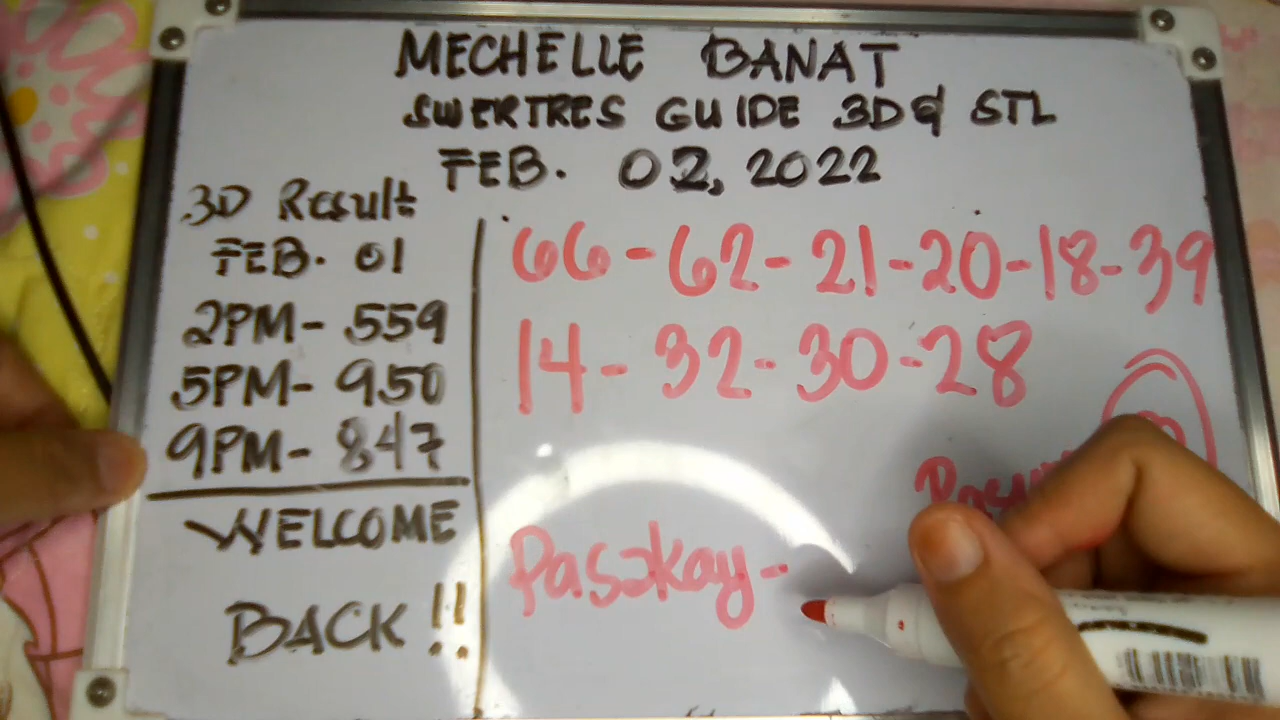 MECHELLE BANAT
SWERTRES GUIDE 3D & STL
FEB. 02, 2022
3D Result
FEB. 01
2PM- 559
5PM- 950
9PM- 847
WELCOME
BACK!!
66-62-21-20-18-39
14-32-30-28
Pasakay-